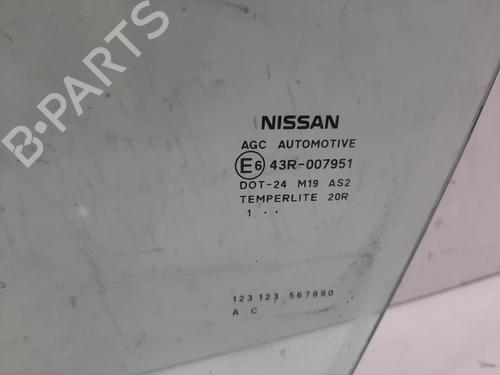 NISSAN
AGC AUTOMOTIVE
E6 43R-007951
DOT-24 M19 AS2
TEMPERLITE 20R
1 . .
123 123 567890
A C
B-PARTS